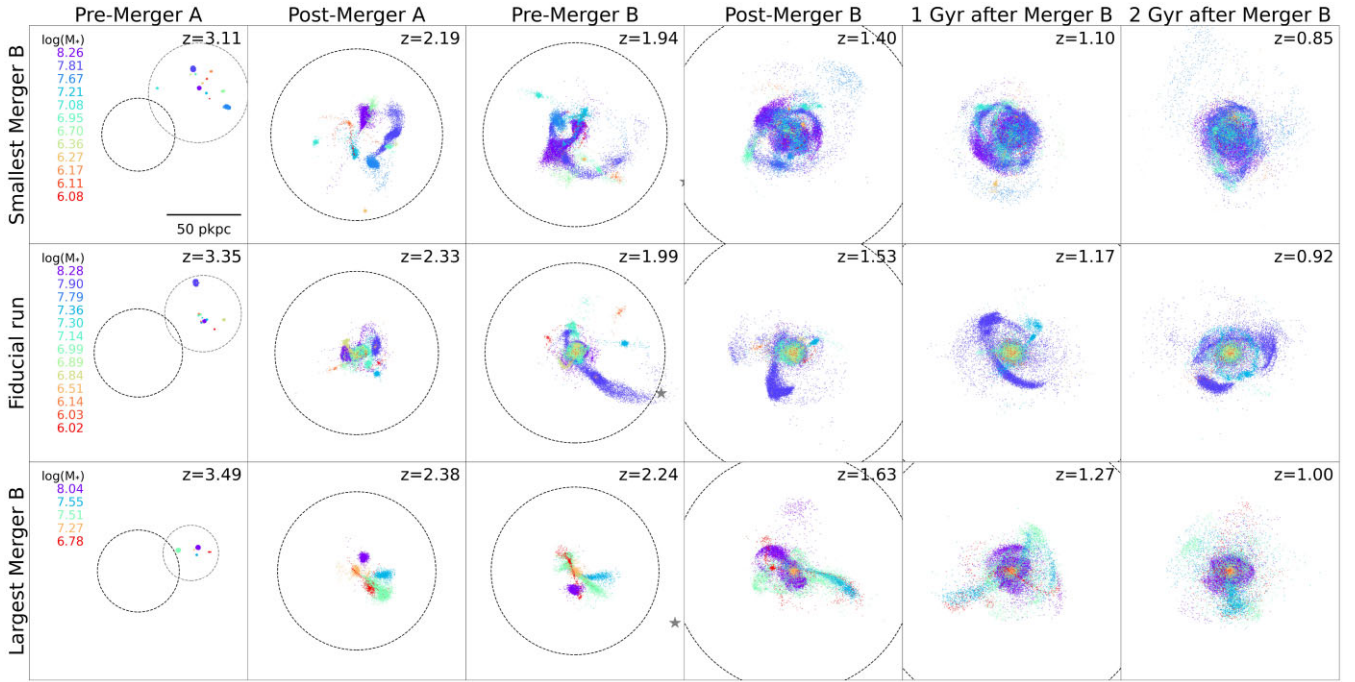 Pre-Merger A
Post-Merger A
Pre-Merger B
Post-Merger B
1 Gyr after Merger B
2 Gyr after Merger B
Smallest Merger B
log(M⋆)
8.26
7.81
7.67
7.21
7.08
6.95
6.70
6.36
6.27
6.17
6.11
6.08
z=3.11
50 pkpc
z=2.19
z=1.94
z=1.40
z=1.10
z=0.85
Fiducial run
log(M⋆)
8.28
7.90
7.79
7.36
7.30
7.14
6.99
6.89
6.84
6.51
6.14
6.03
6.02
z=3.35
z=2.33
z=1.99
z=1.53
z=1.17
z=0.92
Largest Merger B
log(M⋆)
8.04
7.55
7.51
7.27
6.78
z=3.49
z=2.38
z=2.24
z=1.63
z=1.27
z=1.00